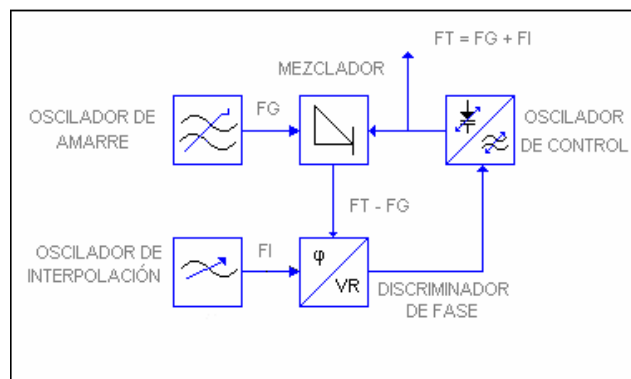 FT = FG + FI
MEZCLADOR
OSCILADOR DE
AMARRE
FG
OSCILADOR
DE CONTROL
FT - FG
OSCILADOR DE
INTERPOLACIÓN
FI
φ
VR
DISCRIMINADOR
DE FASE